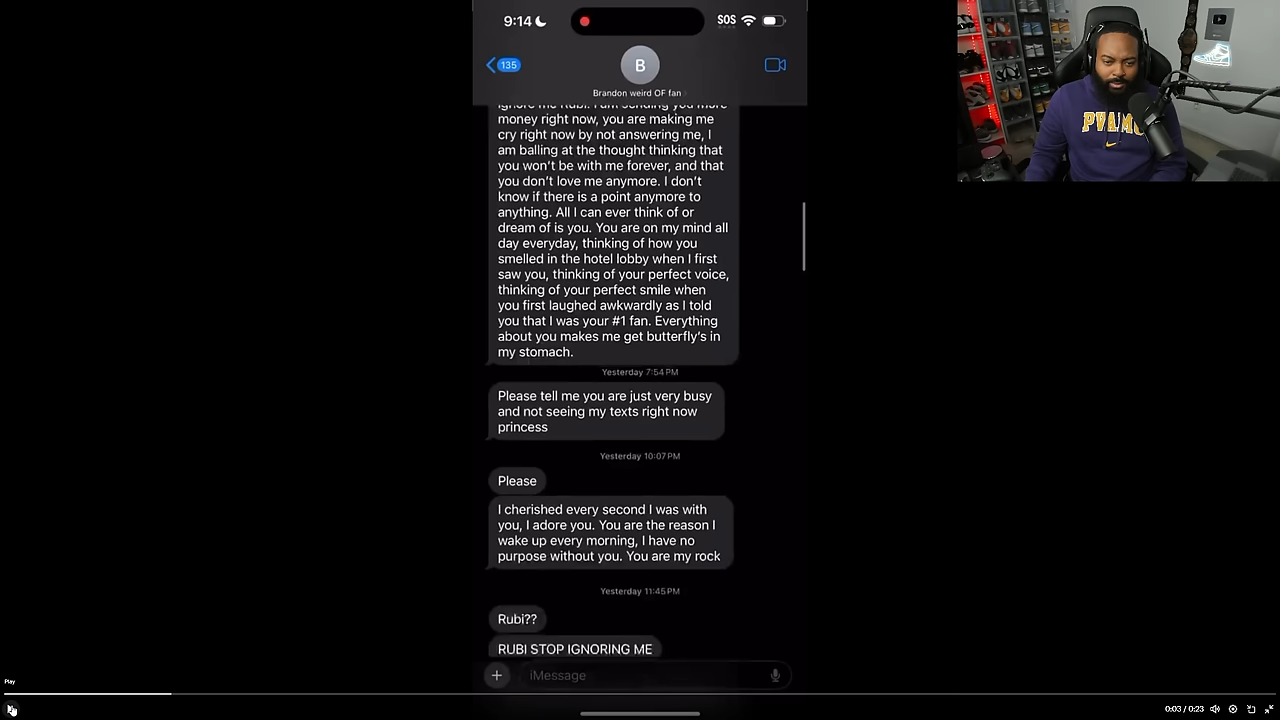 9:14
SOS
135
B
Brandon weird OF fan
ignore me Rubi. I am sending you more
money right now, you are making me
cry right now by not answering me, I
am balling at the thought thinking that
you won't be with me forever, and that
you don't love me anymore. I don't
know if there is a point anymore to
anything. All I can ever think of or
dream of is you. You are on my mind all
day everyday, thinking of how you
smelled in the hotel lobby when I first
saw you, thinking of your perfect voice,
thinking of your perfect smile when
you first laughed awkwardly as I told
you that I was your #1 fan. Everything
about you makes me get butterfly's in
my stomach.
Yesterday 7:54 PM
Please tell me you are just very busy
and not seeing my texts right now
princess
Yesterday 10:07 PM
Please
I cherished every second I was with
you, I adore you. You are the reason I
wake up every morning, I have no
purpose without you. You are my rock
Yesterday 11:45 PM
Rubi??
RUBI STOP IGNORING ME
iMessage
PVAMU
Play
0:03 / 0:23